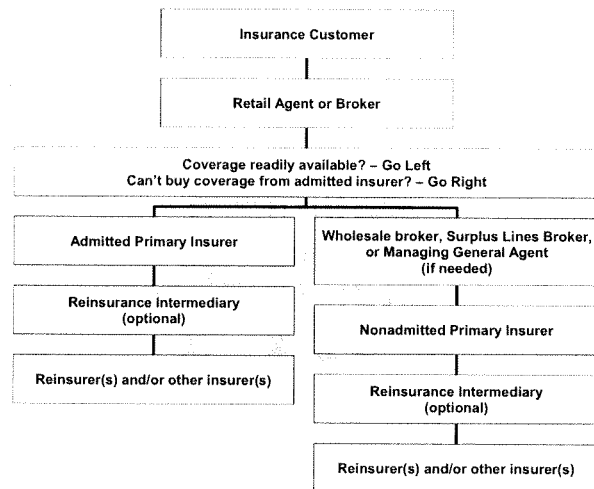 Insurance Customer
Retail Agent or Broker
Coverage readily available? – Go Left
Can't buy coverage from admitted insurer? – Go Right
Admitted Primary Insurer
Reinsurance Intermediary
(optional)
Reinsurer(s) and/or other insurer(s)
Wholesale broker, Surplus Lines Broker,
or Managing General Agent
(if needed)
Nonadmitted Primary Insurer
Reinsurance Intermediary
(optional)
Reinsurer(s) and/or other insurer(s)